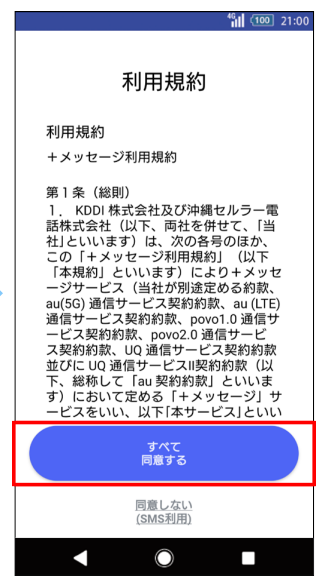 4G 100 21:00
利用規約
利用規約
+メッセージ利用規約
第1条（総則）
1． KDDI 株式会社及び沖縄セルラー電
話株式会社（以下、両社を併せて、「当
社」といいます）は、次の各号のほか、
この「+メッセージ利用規約」（以下
「本規約」といいます）により+メッセ
ージサービス（当社が別途定める約款、
au(5G) 通信サービス契約約款、au (LTE)
通信サービス契約約款、povo1.0 通信サ
ービス契約約款、povo2.0 通信サービ
ス契約約款、UQ 通信サービス契約約款
並びに UQ 通信サービスII契約約款（以
下、総称して「au 契約約款」といいま
す）において定める「+メッセージ」サ
ービスをいい、以下「本サービス」といい
すべて
同意する
同意しない
(SMS利用)